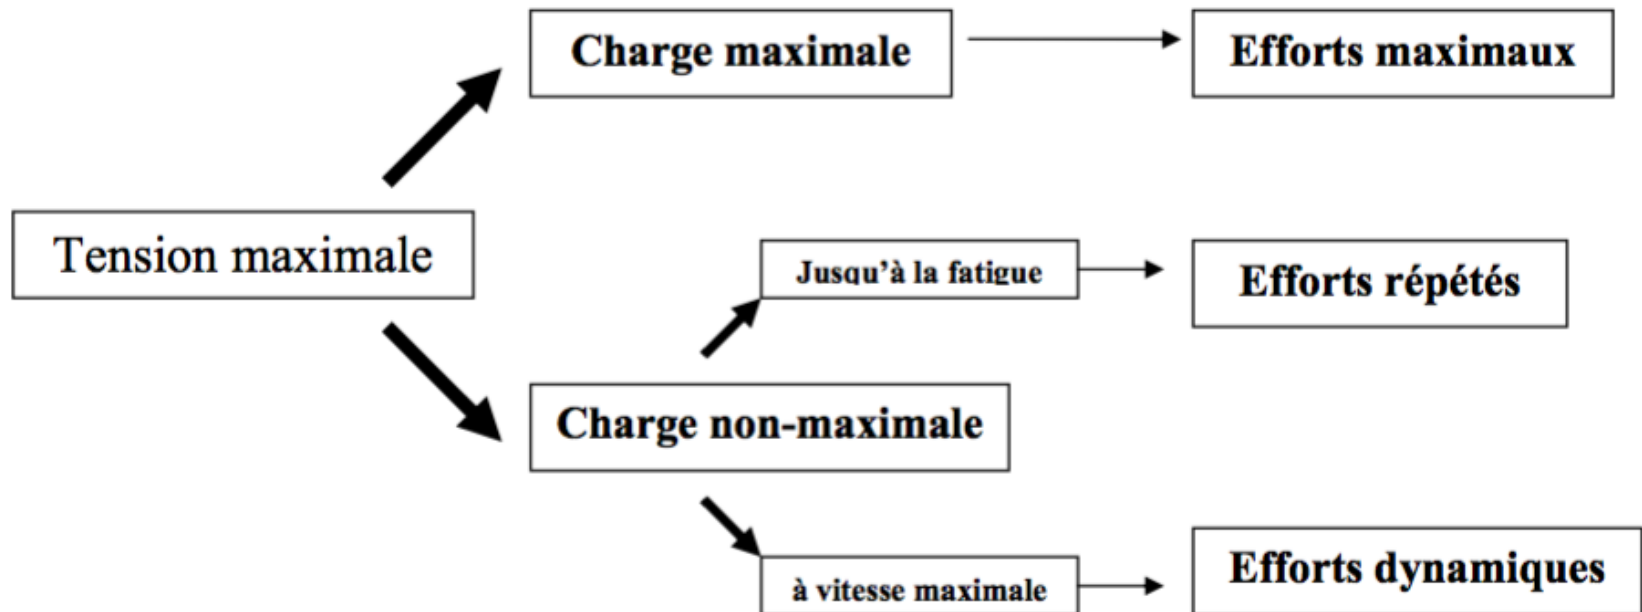 Charge maximale
Efforts maximaux
Tension maximale
Jusqu'à la fatigue
Efforts répétés
Charge non-maximale
à vitesse maximale
Efforts dynamiques